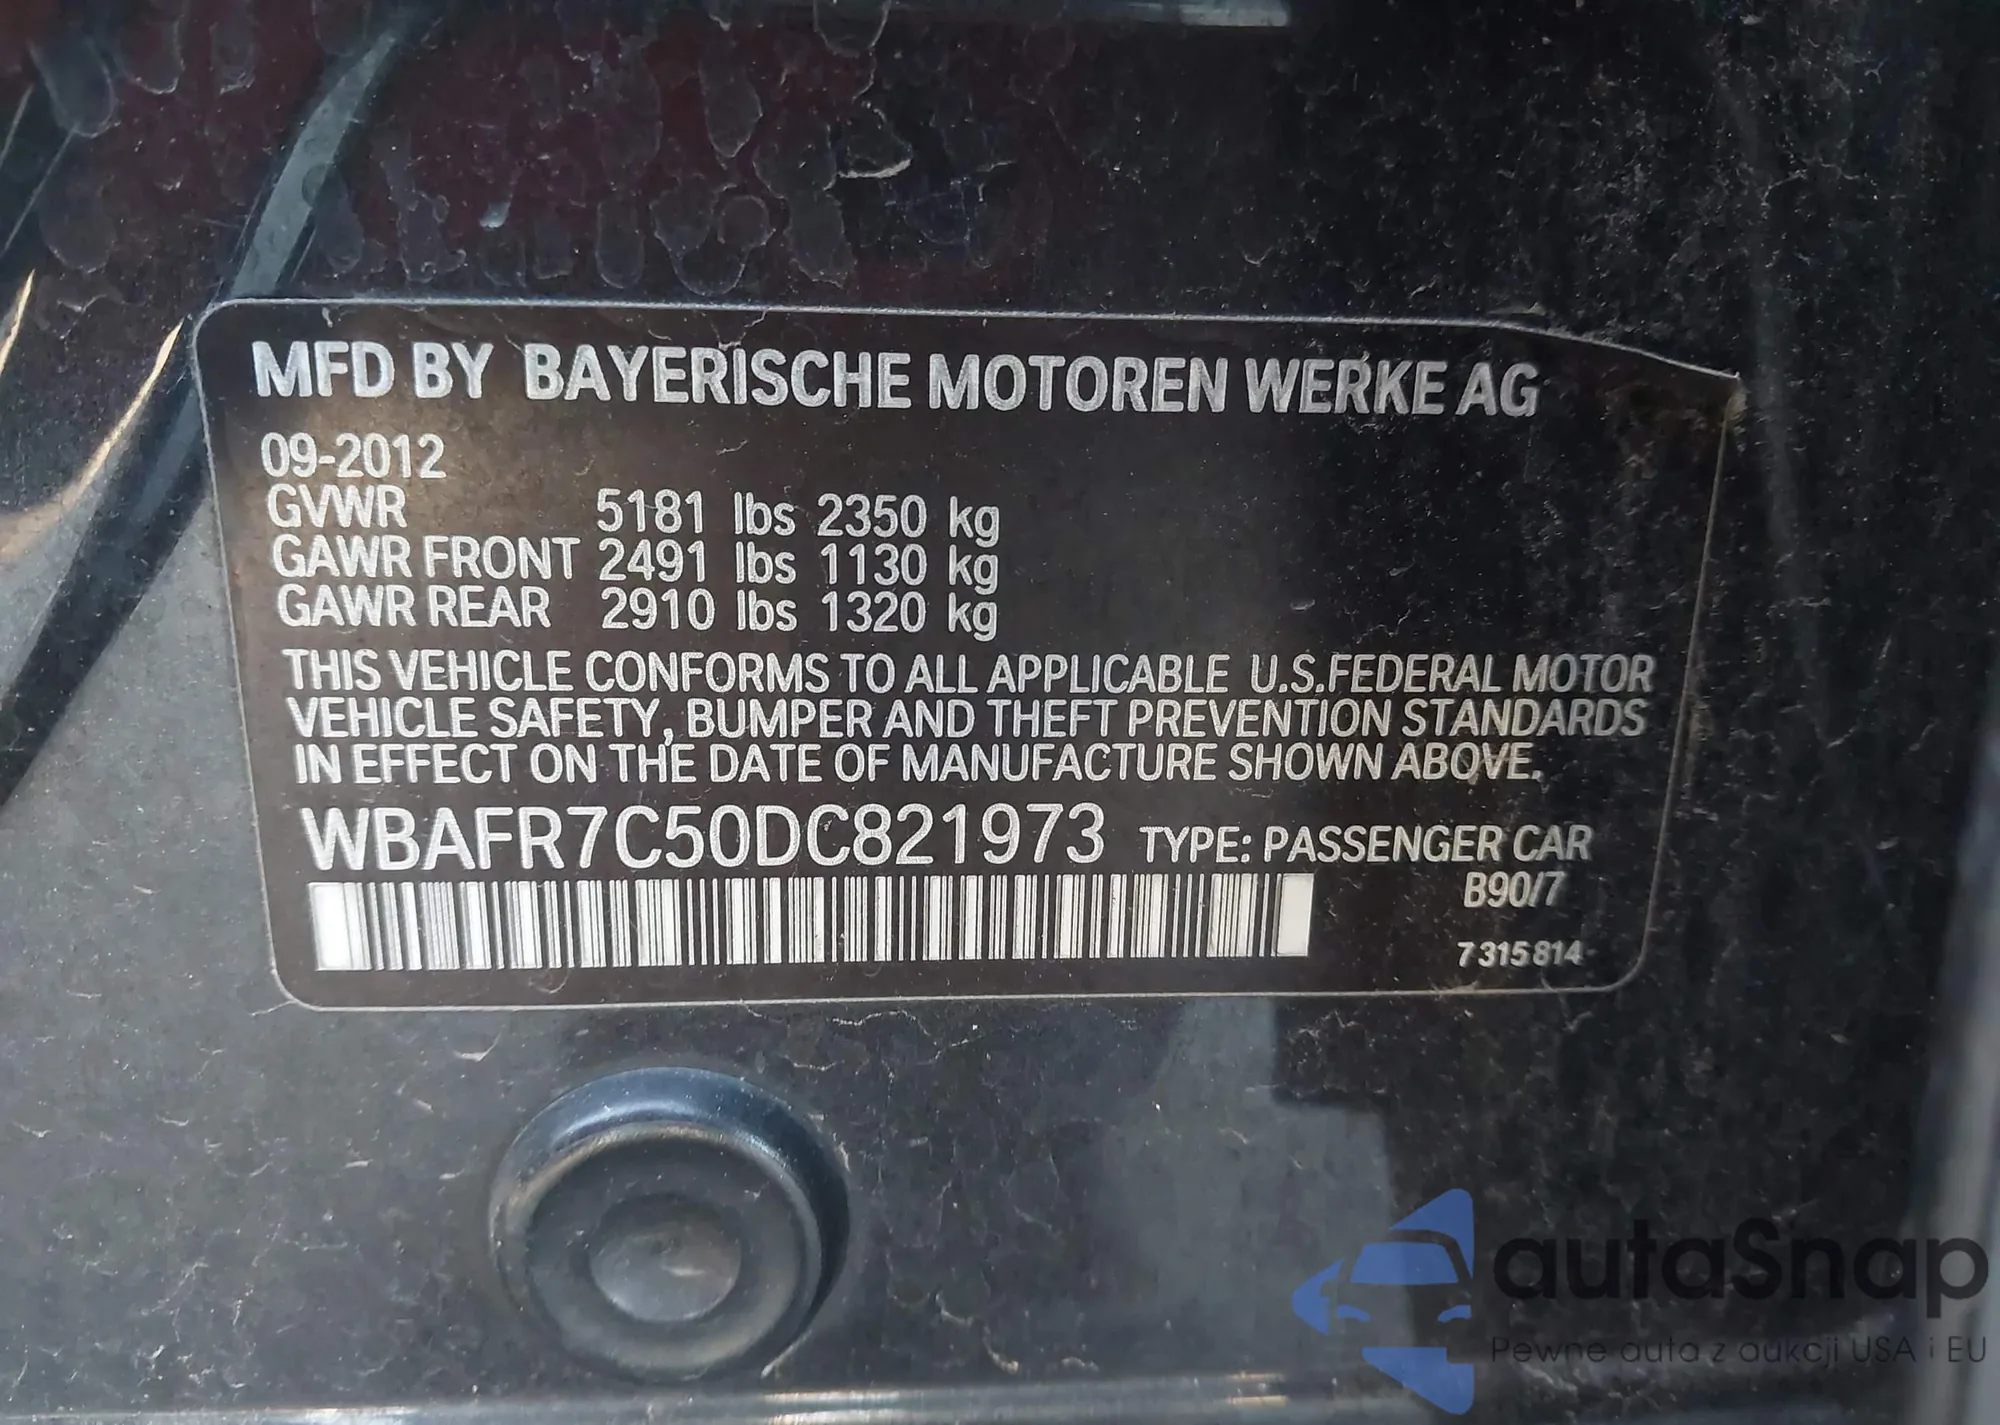 MFD BY BAYERISCHE MOTOREN WERKE AG
09-2012
GVWR 5181 lbs 2350 kg
GAWR FRONT 2491 lbs 1130 kg
GAWR REAR 2910 lbs 1320 kg
THIS VEHICLE CONFORMS TO ALL APPLICABLE U.S.FEDERAL MOTOR
VEHICLE SAFETY, BUMPER AND THEFT PREVENTION STANDARDS
IN EFFECT ON THE DATE OF MANUFACTURE SHOWN ABOVE.
WBAFR7C50DC821973 TYPE: PASSENGER CAR
B90/7
7 315 814
autaSnap
Pewne auta z aukcji USA i EU